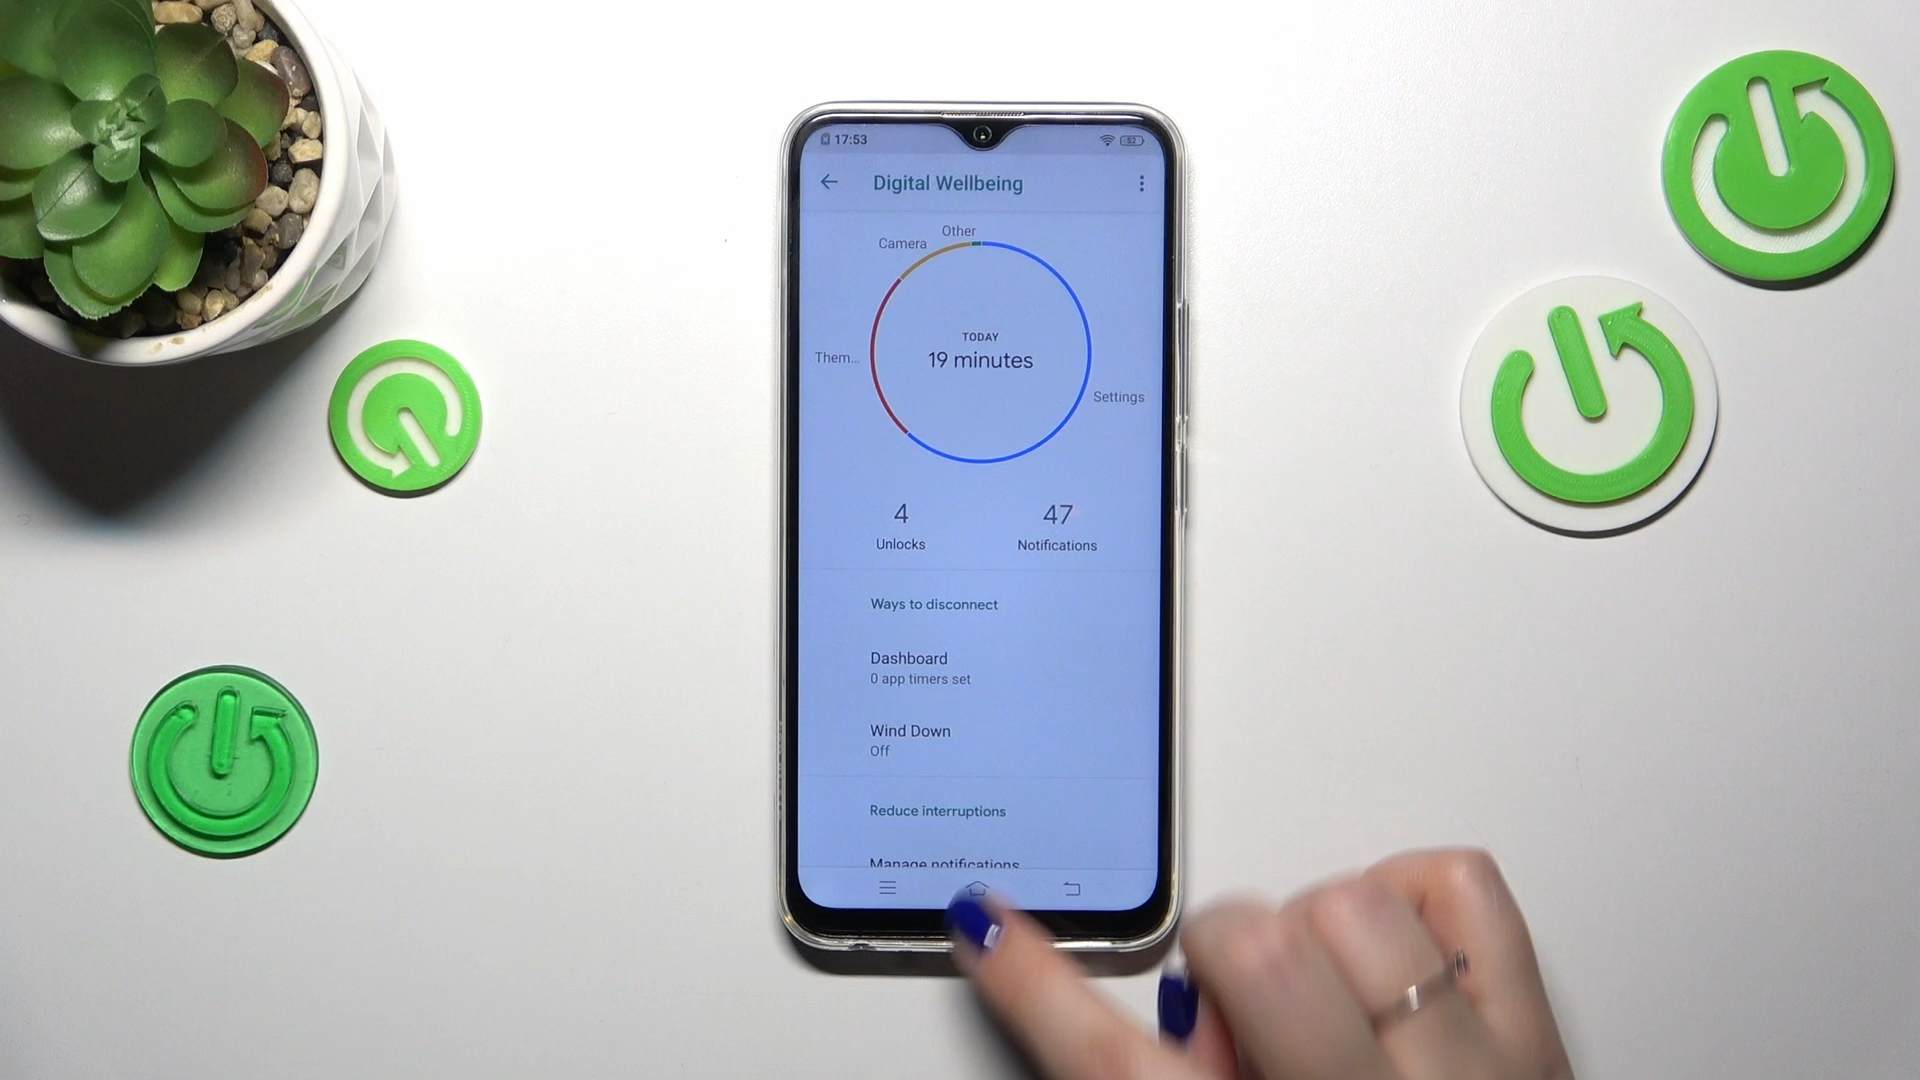 17:53
52
Digital Wellbeing
Other
Camera
TODAY
19 minutes
Them...
Settings
4
47
Unlocks
Notifications
Ways to disconnect
Dashboard
0 app timers set
Wind Down
Off
Reduce interruptions
Manage notifications